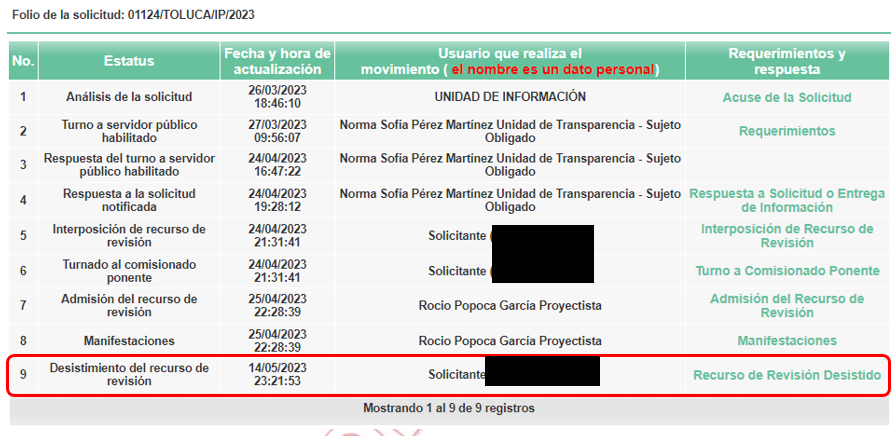 Folio de la solicitud: 01124/TOLUCA/IP/2023
No. Estatus Fecha y hora de actualización Usuario que realiza el movimiento ( el nombre es un dato personal) Requerimientos y respuesta
1 Análisis de la solicitud 26/03/2023 18:46:10 UNIDAD DE INFORMACIÓN Acuse de la Solicitud
2 Turno a servidor público habilitado 27/03/2023 09:56:07 Norma Sofía Pérez Martínez Unidad de Transparencia - Sujeto Obligado Requerimientos
3 Respuesta del turno a servidor público habilitado 24/04/2023 16:47:22 Norma Sofía Pérez Martínez Unidad de Transparencia - Sujeto Obligado
4 Respuesta a la solicitud notificada 24/04/2023 19:28:12 Norma Sofía Pérez Martínez Unidad de Transparencia - Sujeto Obligado Respuesta a Solicitud o Entrega de Información
5 Interposición de recurso de revisión 24/04/2023 21:31:41 Solicitante Interposición de Recurso de Revisión
6 Turnado al comisionado ponente 24/04/2023 21:31:41 Solicitante Turno a Comisionado Ponente
7 Admisión del recurso de revisión 25/04/2023 22:28:39 Rocio Popoca García Proyectista Admisión del Recurso de Revisión
8 Manifestaciones 25/04/2023 22:28:39 Rocio Popoca García Proyectista Manifestaciones
9 Desistimiento del recurso de revisión 14/05/2023 23:21:53 Solicitante Recurso de Revisión Desistido
Mostrando 1 al 9 de 9 registros